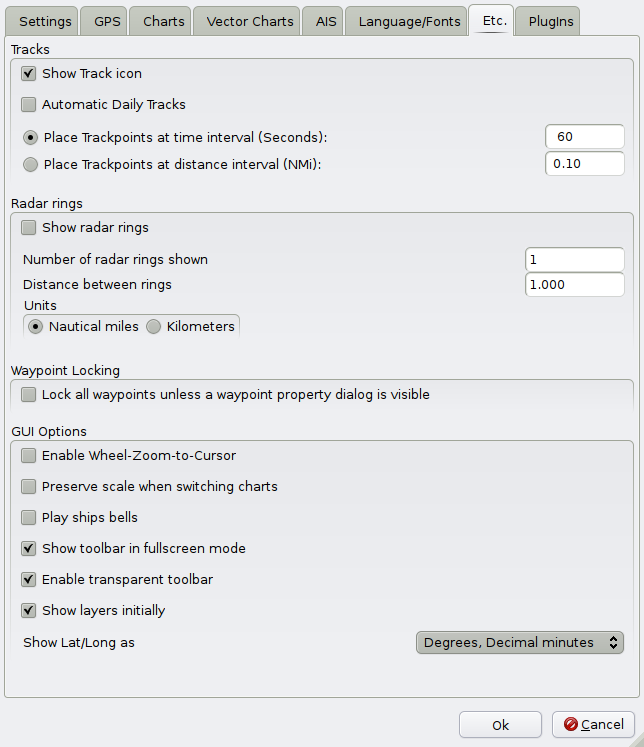 Settings GPS Charts Vector Charts AIS Language/Fonts Etc. PlugIns
Tracks
Show Track icon
Automatic Daily Tracks
Place Trackpoints at time interval (Seconds): 60
Place Trackpoints at distance interval (NMi): 0.10
Radar rings
Show radar rings
Number of radar rings shown 1
Distance between rings 1.000
Units
Nautical miles Kilometers
Waypoint Locking
Lock all waypoints unless a waypoint property dialog is visible
GUI Options
Enable Wheel-Zoom-to-Cursor
Preserve scale when switching charts
Play ships bells
Show toolbar in fullscreen mode
Enable transparent toolbar
Show layers initially
Show Lat/Long as Degrees, Decimal minutes
Ok Cancel